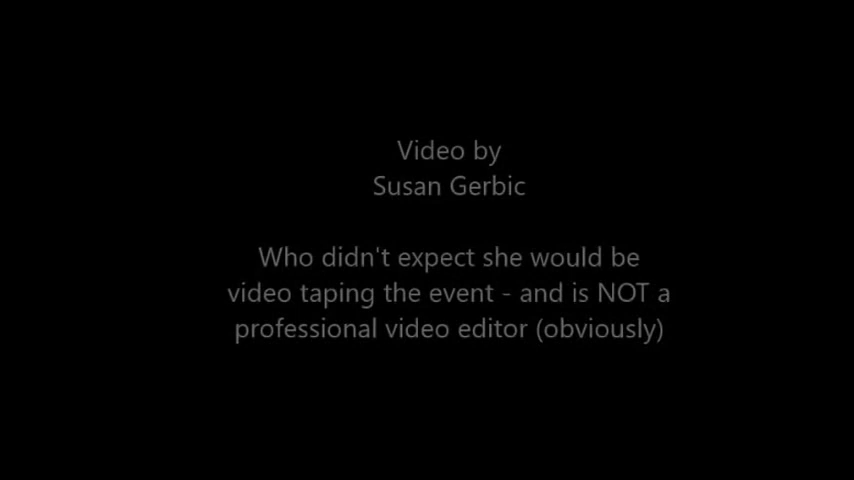 Video by
Susan Gerbic
Who didn't expect she would be
video taping the event - and is NOT a
professional video editor (obviously)